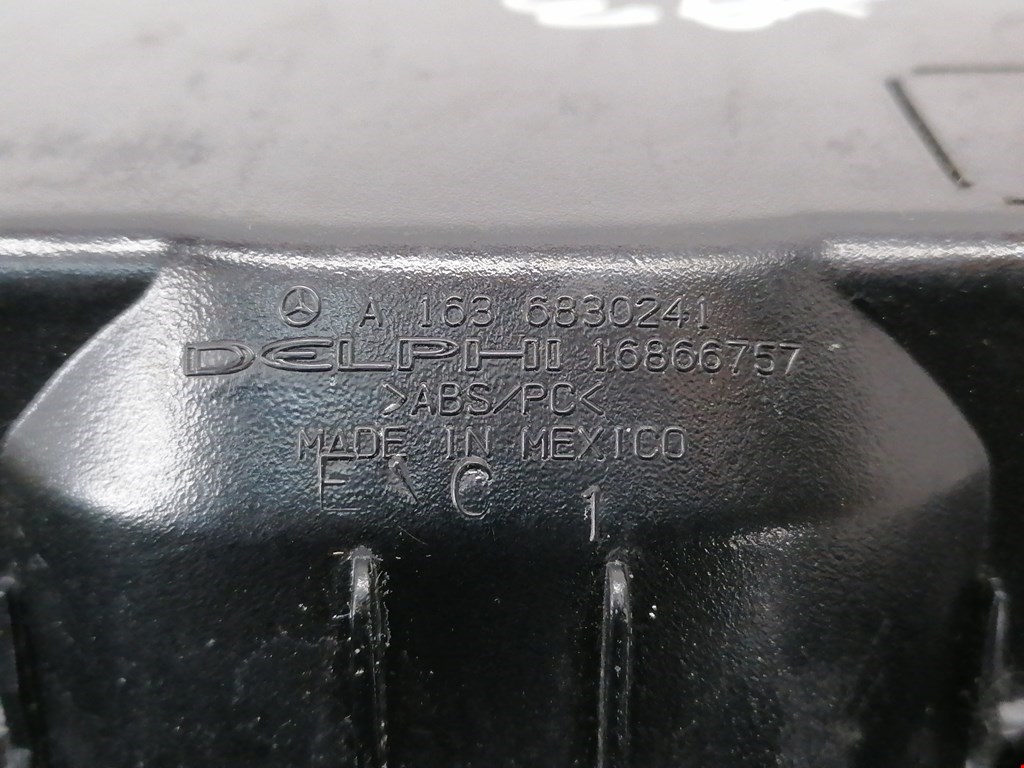 A 163 6830241
DELPHI 16866757
>ABS/PC<
MADE IN MEXICO
E C 1